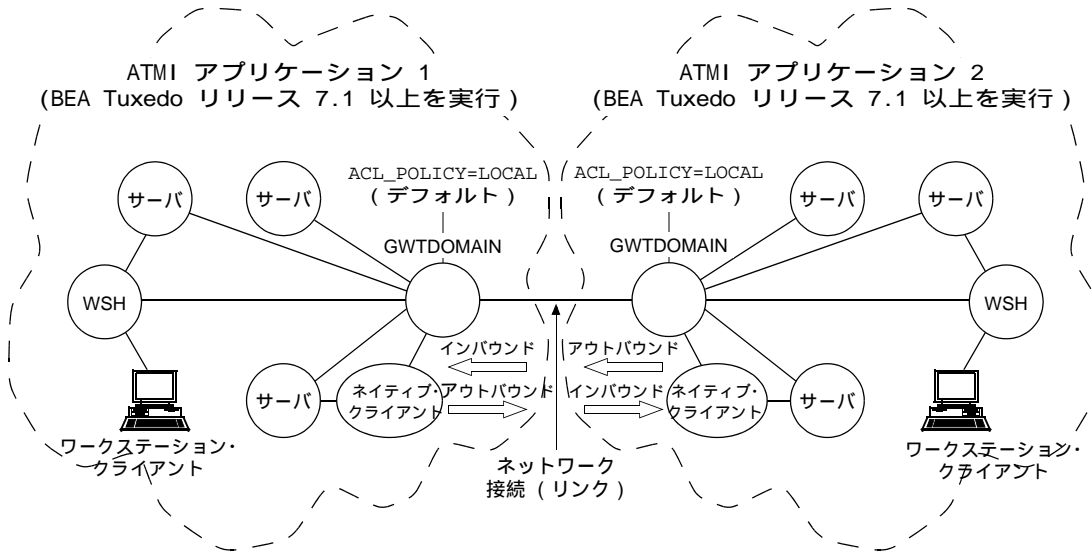 ATMI アプリケーション 1
(BEA Tuxedo リリース 7.1 以上を実行)
ATMI アプリケーション 2
(BEA Tuxedo リリース 7.1 以上を実行)
ACL_POLICY=LOCAL
(デフォルト)
ACL_POLICY=LOCAL
(デフォルト)
サーバ
サーバ
サーバ
サーバ
GWTDOMAIN
GWTDOMAIN
WSH
WSH
インバウンド
アウトバウンド
サーバ
ネイティブ・
クライアント
アウトバウンド
インバウンド
ネイティブ・
クライアント
サーバ
ワークステーション・
クライアント
ネットワーク
接続 (リンク)
ワークステーション・
クライアント